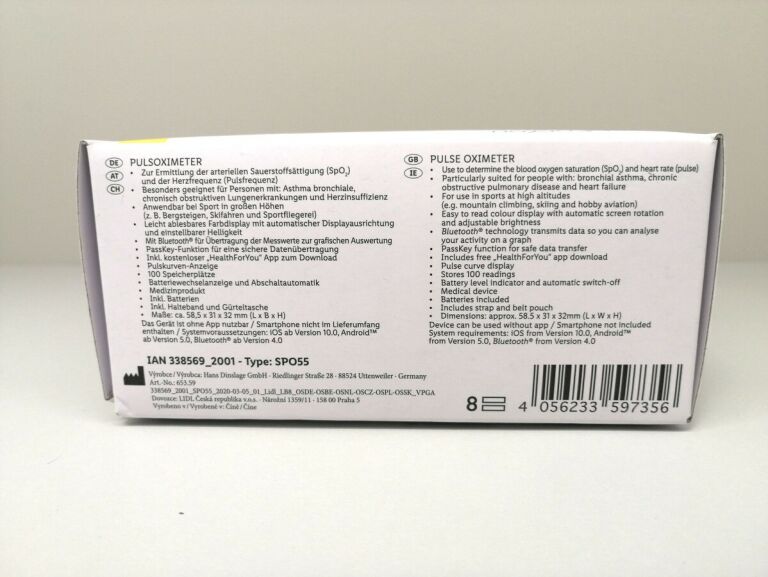 DE PULSOXIMETER
AT • Zur Ermittlung der arteriellen Sauerstoffsättigung (SpO₂)
und der Herzfrequenz (Pulsfrequenz)
CH • Besonders geeignet für Personen mit: Asthma bronchiale,
chronisch obstruktiven Lungenerkrankungen und Herzinsuffizienz
• Anwendbar bei Sport in großen Höhen
(z. B. Bergsteigen, Skifahren und Sportfliegerei)
• Leicht ablesbares Farbdisplay mit automatischer Displayausrichtung
und einstellbarer Helligkeit
• Mit Bluetooth® für Übertragung der Messwerte zur grafischen Auswertung
• PassKey-Funktion für eine sichere Datenübertragung
• Inkl. kostenloser „HealthForYou" App zum Download
• Pulskurven-Anzeige
• 100 Speicherplätze
• Batteriewechselanzeige und Abschaltautomatik
• Medizinprodukt
• Inkl. Batterien
• Inkl. Halteband und Gürteltasche
• Maße: ca. 58,5 x 31 x 32 mm (L x B x H)
Das Gerät ist ohne App nutzbar / Smartphone nicht im Lieferumfang
enthalten / Systemvoraussetzungen: iOS ab Version 10.0, Android™
ab Version 5.0, Bluetooth® ab Version 4.0
GB PULSE OXIMETER
IE • Use to determine the blood oxygen saturation (SpO₂) and heart rate (pulse)
• Particularly suited for people with: bronchial asthma, chronic
obstructive pulmonary disease and heart failure
• For use in sports at high altitudes
(e.g. mountain climbing, skiing and hobby aviation)
• Easy to read colour display with automatic screen rotation
and adjustable brightness
• Bluetooth® technology transmits data so you can analyse
your activity on a graph
• PassKey function for safe data transfer
• Includes free „HealthForYou" app download
• Pulse curve display
• Stores 100 readings
• Battery level indicator and automatic switch-off
• Medical device
• Batteries included
• Includes strap and belt pouch
• Dimensions: approx. 58.5 x 31 x 32mm (L x W x H)
Device can be used without app / Smartphone not included
System requirements: iOS from Version 10.0, Android™
from Version 5.0, Bluetooth® from Version 4.0
IAN 338569_2001 - Type: SPO55
Výrobce / Výrobca: Hans Dinslage GmbH · Riedlinger Straße 28 · 88524 Uttenweiler · Germany
Art.-No.: 653.59
338569_2001_SPO55_2020-03-05_01_Lidl_LB8_OSDE-OSBE-OSNL-OSCZ-OSPL-OSSK_VPGA
Dovozce: LIDL Česká republika v.o.s. · Nárožní 1359/11 · 158 00 Praha 5
Vyrobeno v / Vyrobené v: Číně / Číne
8
4 056233 597356